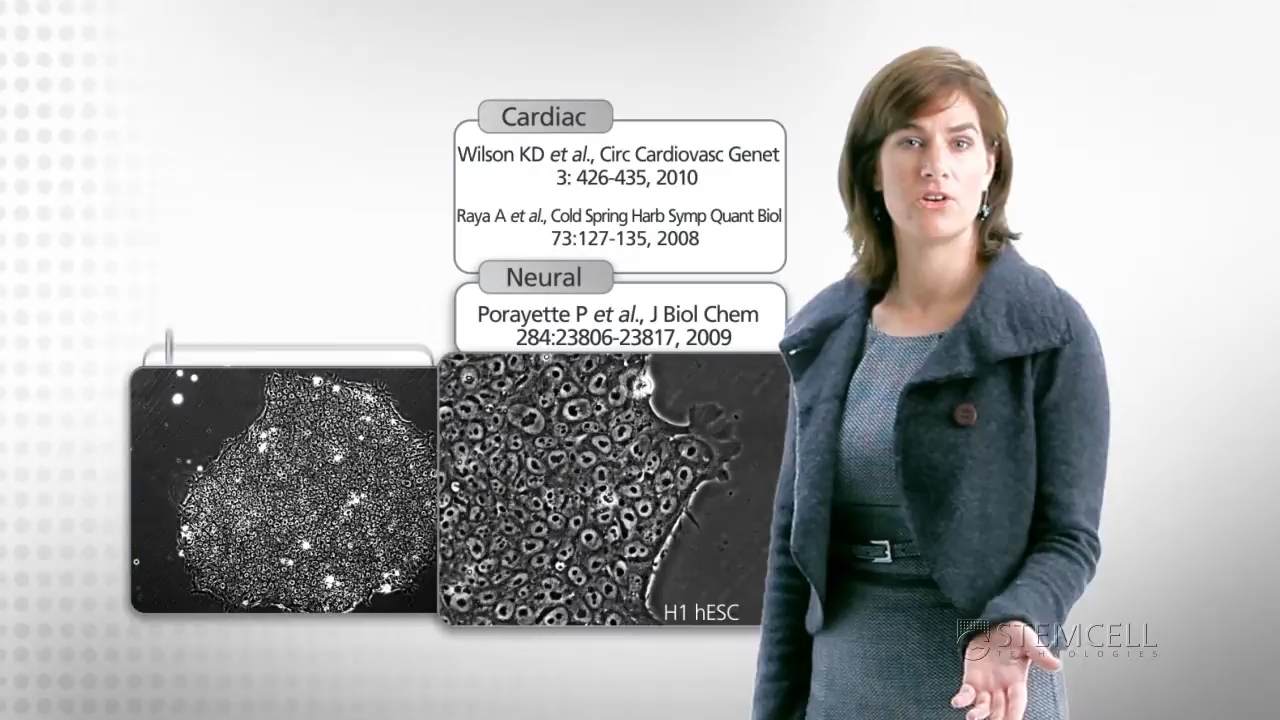 Cardiac
Wilson KD et al., Circ Cardiovasc Genet
3: 426-435, 2010
Raya A et al., Cold Spring Harb Symp Quant Biol
73:127-135, 2008
Neural
Porayette P et al., J Biol Chem
284:23806-23817, 2009
H1 hESC
STEMCELL
TECHNOLOGIES